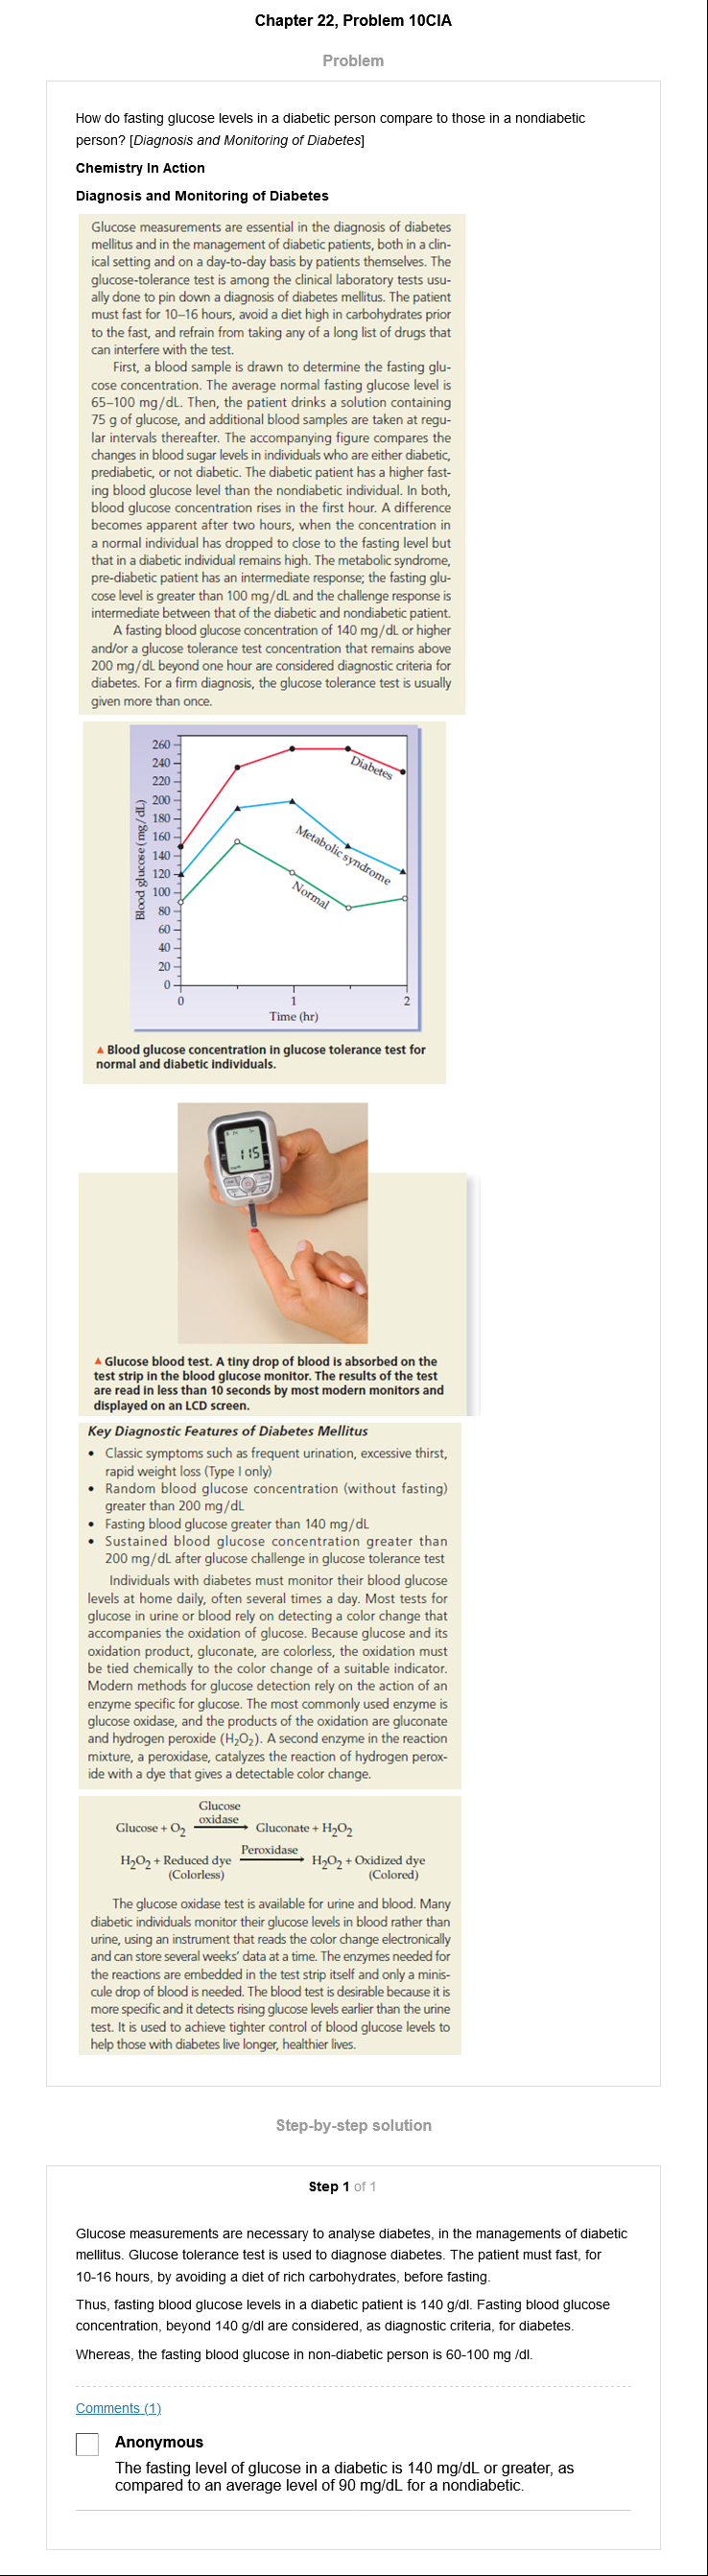 Chapter 22, Problem 10CIA
Problem
How do fasting glucose levels in a diabetic person compare to those in a nondiabetic
person? [Diagnosis and Monitoring of Diabetes]
Chemistry In Action
Diagnosis and Monitoring of Diabetes
Glucose measurements are essential in the diagnosis of diabetes
mellitus and in the management of diabetic patients, both in a clin-
ical setting and on a day-to-day basis by patients themselves. The
glucose-tolerance test is among the clinical laboratory tests usu-
ally done to pin down a diagnosis of diabetes mellitus. The patient
must fast for 10–16 hours, avoid a diet high in carbohydrates prior
to the fast, and refrain from taking any of a long list of drugs that
can interfere with the test.
First, a blood sample is drawn to determine the fasting glu-
cose concentration. The average normal fasting glucose level is
65–100 mg/dL. Then, the patient drinks a solution containing
75 g of glucose, and additional blood samples are taken at regu-
lar intervals thereafter. The accompanying figure compares the
changes in blood sugar levels in individuals who are either diabetic,
prediabetic, or not diabetic. The diabetic patient has a higher fast-
ing blood glucose level than the nondiabetic individual. In both,
blood glucose concentration rises in the first hour. A difference
becomes apparent after two hours, when the concentration in
a normal individual has dropped to close to the fasting level but
that in a diabetic individual remains high. The metabolic syndrome,
pre-diabetic patient has an intermediate response; the fasting glu-
cose level is greater than 100 mg/dL and the challenge response is
intermediate between that of the diabetic and nondiabetic patient.
A fasting blood glucose concentration of 140 mg/dL or higher
and/or a glucose tolerance test concentration that remains above
200 mg/dL beyond one hour are considered diagnostic criteria for
diabetes. For a firm diagnosis, the glucose tolerance test is usually
given more than once.
260
240
220
200
180
160
140
120
100
80
60
40
20
0
Blood glucose (mg/dL)
Diabetes
Metabolic syndrome
Normal
0 1 2
Time (hr)
▲ Blood glucose concentration in glucose tolerance test for
normal and diabetic individuals.
115
▲ Glucose blood test. A tiny drop of blood is absorbed on the
test strip in the blood glucose monitor. The results of the test
are read in less than 10 seconds by most modern monitors and
displayed on an LCD screen.
Key Diagnostic Features of Diabetes Mellitus
• Classic symptoms such as frequent urination, excessive thirst,
rapid weight loss (Type I only)
• Random blood glucose concentration (without fasting)
greater than 200 mg/dL
• Fasting blood glucose greater than 140 mg/dL
• Sustained blood glucose concentration greater than
200 mg/dL after glucose challenge in glucose tolerance test
Individuals with diabetes must monitor their blood glucose
levels at home daily, often several times a day. Most tests for
glucose in urine or blood rely on detecting a color change that
accompanies the oxidation of glucose. Because glucose and its
oxidation product, gluconate, are colorless, the oxidation must
be tied chemically to the color change of a suitable indicator.
Modern methods for glucose detection rely on the action of an
enzyme specific for glucose. The most commonly used enzyme is
glucose oxidase, and the products of the oxidation are gluconate
and hydrogen peroxide (H₂O₂). A second enzyme in the reaction
mixture, a peroxidase, catalyzes the reaction of hydrogen perox-
ide with a dye that gives a detectable color change.
Glucose
oxidase
Glucose + O₂ ⟶ Gluconate + H₂O₂
Peroxidase
H₂O₂ + Reduced dye ⟶ H₂O₂ + Oxidized dye
(Colorless) (Colored)
The glucose oxidase test is available for urine and blood. Many
diabetic individuals monitor their glucose levels in blood rather than
urine, using an instrument that reads the color change electronically
and can store several weeks' data at a time. The enzymes needed for
the reactions are embedded in the test strip itself and only a minis-
cule drop of blood is needed. The blood test is desirable because it is
more specific and it detects rising glucose levels earlier than the urine
test. It is used to achieve tighter control of blood glucose levels to
help those with diabetes live longer, healthier lives.
Step-by-step solution
Step 1 of 1
Glucose measurements are necessary to analyse diabetes, in the managements of diabetic
mellitus. Glucose tolerance test is used to diagnose diabetes. The patient must fast, for
10-16 hours, by avoiding a diet of rich carbohydrates, before fasting.
Thus, fasting blood glucose levels in a diabetic patient is 140 g/dl. Fasting blood glucose
concentration, beyond 140 g/dl are considered, as diagnostic criteria, for diabetes.
Whereas, the fasting blood glucose in non-diabetic person is 60-100 mg /dl.
Comments (1)
Anonymous
The fasting level of glucose in a diabetic is 140 mg/dL or greater, as
compared to an average level of 90 mg/dL for a nondiabetic.